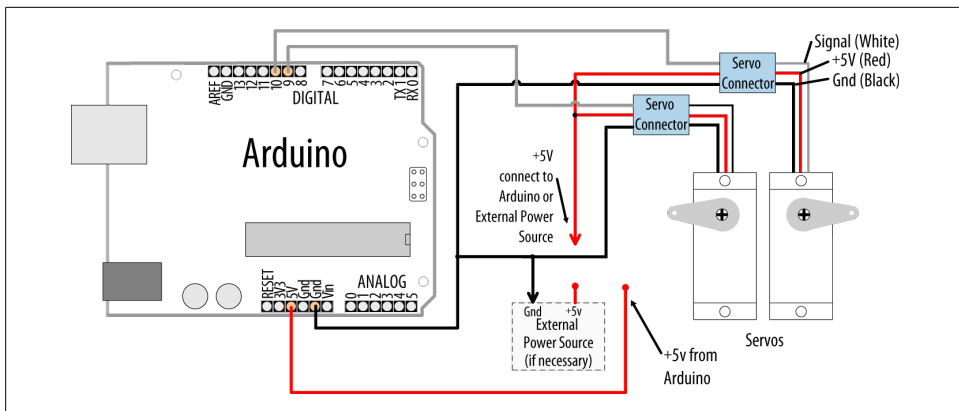 AREF
GND
13
12
11
10
9
8
7
6
5
4
3
2
TX 1
RX 0
DIGITAL
Arduino
RESET
3V3
5V
Gnd
Gnd
Vin
ANALOG
0
1
2
3
4
5
Servo
Connector
Servo
Connector
Signal (White)
+5V (Red)
Gnd (Black)
+5V
connect to
Arduino or
External Power
Source
Gnd
+5v
External
Power Source
(if necessary)
+5v from
Arduino
Servos